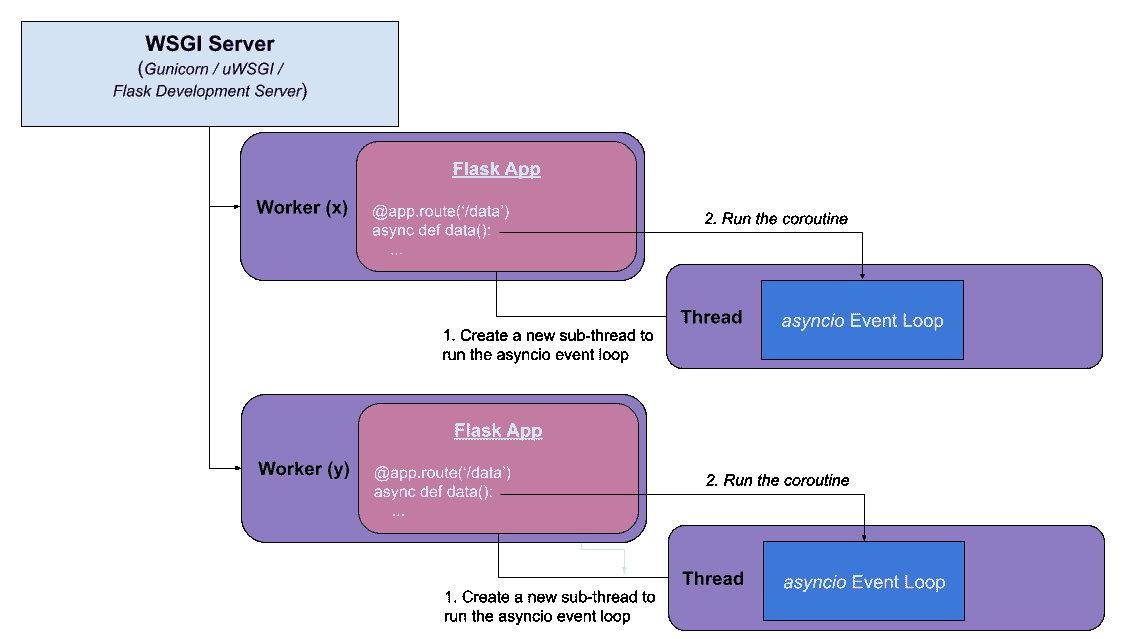 WSGI Server
(Gunicorn / uWSGI /
Flask Development Server)
Flask App
Worker (x)
@app.route(‘/data’)
async def data():
...
2. Run the coroutine
Thread
asyncio Event Loop
1. Create a new sub-thread to
run the asyncio event loop
Flask App
Worker (y)
@app.route(‘/data’)
async def data():
...
2. Run the coroutine
Thread
asyncio Event Loop
1. Create a new sub-thread to
run the asyncio event loop